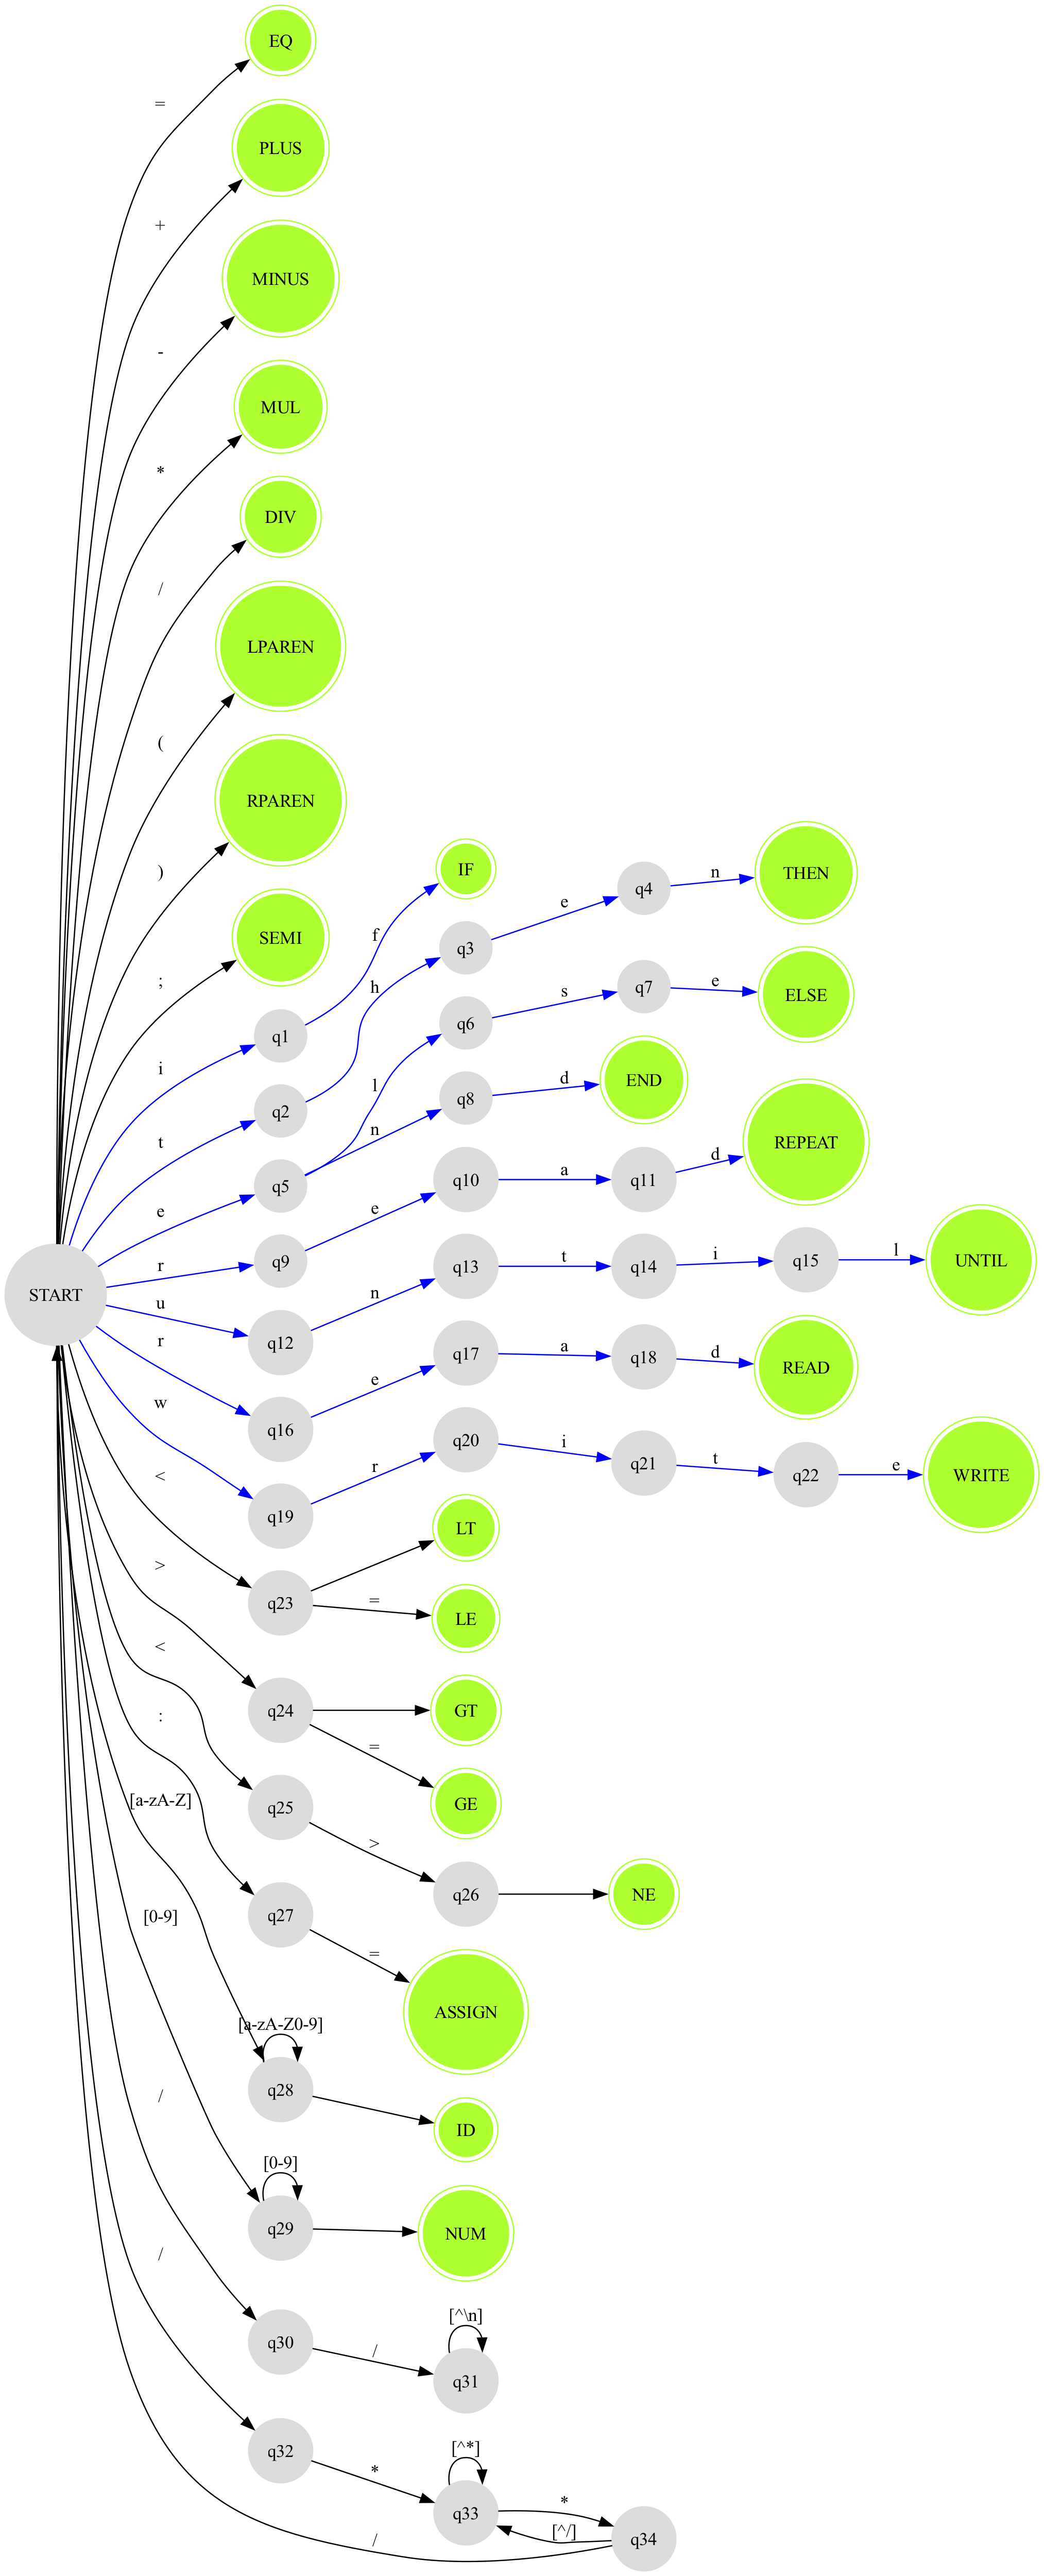 EQ
=
PLUS
+
MINUS
-
MUL
*
DIV
/
LPAREN
(
RPAREN
)
SEMI
;
START
i
q1
f
IF
t
q2
h
q3
e
q4
n
THEN
e
q5
l
q6
s
q7
e
ELSE
n
q8
d
END
r
q9
e
q10
a
q11
d
REPEAT
u
q12
n
q13
t
q14
i
q15
l
UNTIL
r
q16
e
q17
a
q18
d
READ
w
q19
r
q20
i
q21
t
q22
e
WRITE
<
q23
LT
=
LE
>
q24
GT
=
GE
<
q25
>
q26
NE
:
q27
=
ASSIGN
[a-zA-Z]
[a-zA-Z0-9]
q28
ID
[0-9]
[0-9]
q29
NUM
/
q30
/
[^\n]
q31
/
q32
*
[^*]
q33
*
[^/]
q34
/